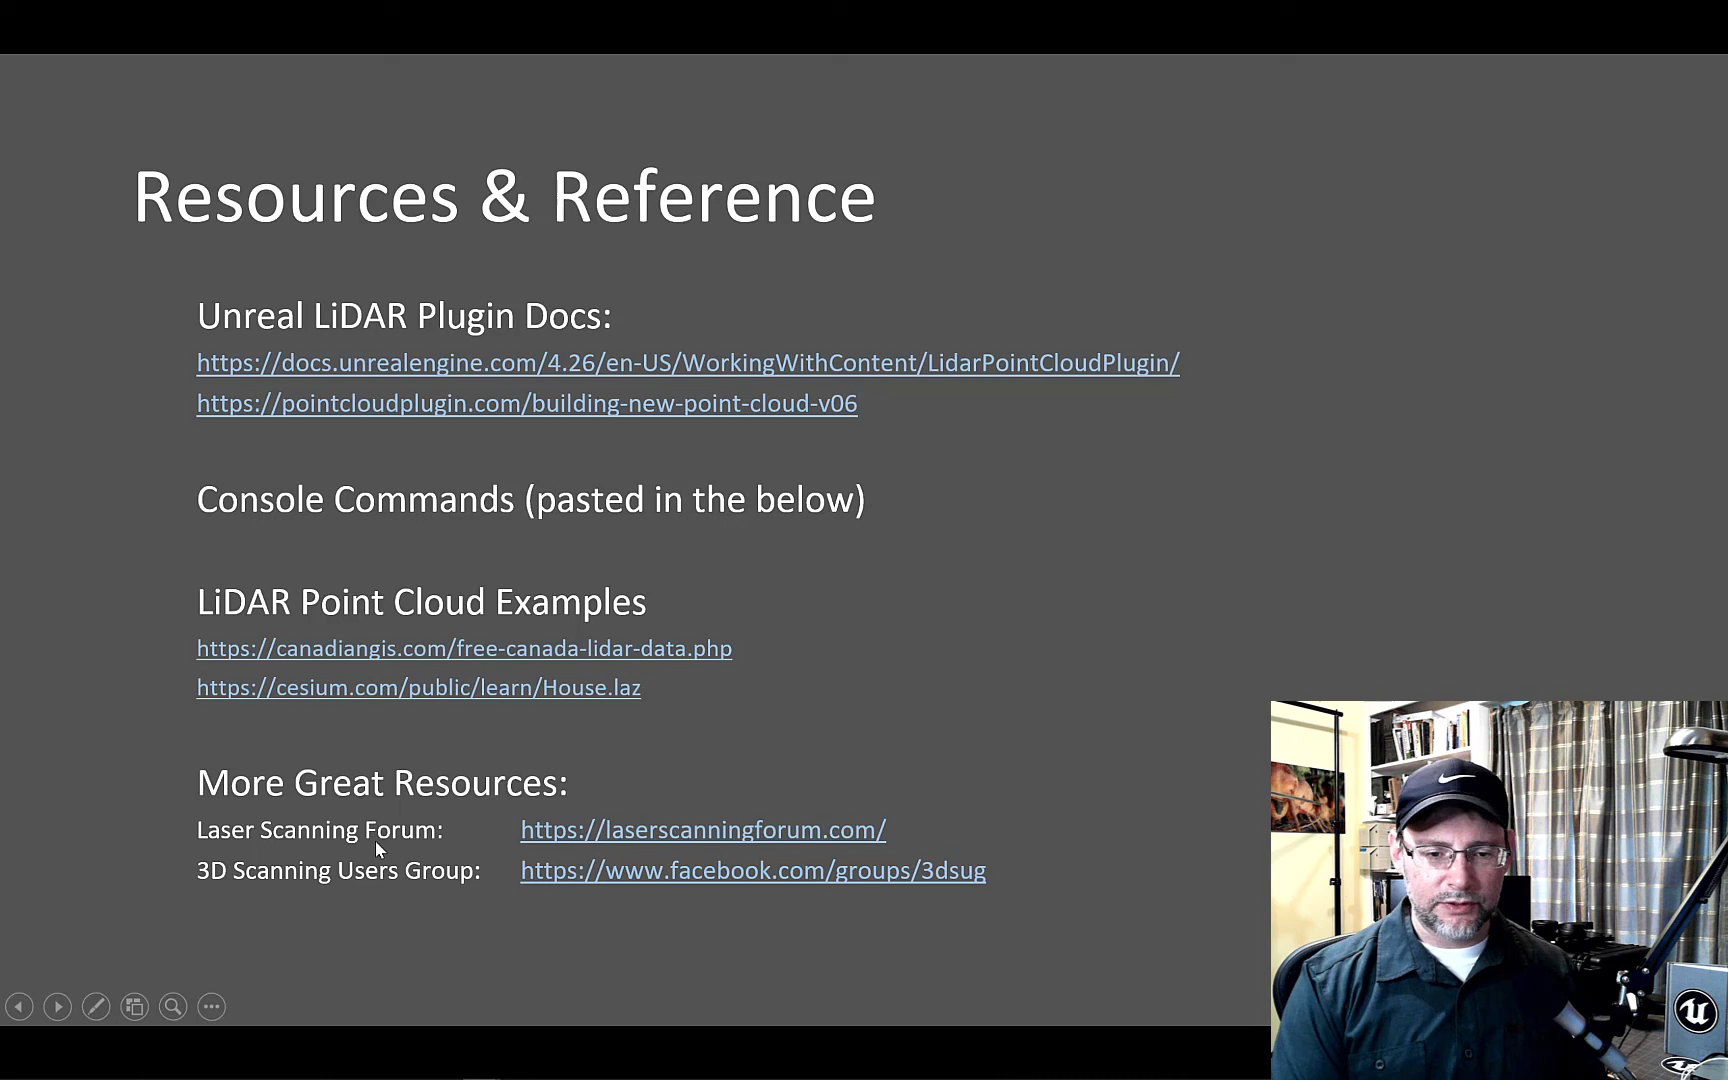 Resources & Reference
Unreal LiDAR Plugin Docs:
https://docs.unrealengine.com/4.26/en-US/WorkingWithContent/LidarPointCloudPlugin/
https://pointcloudplugin.com/building-new-point-cloud-v06
Console Commands (pasted in the below)
LiDAR Point Cloud Examples
https://canadiangis.com/free-canada-lidar-data.php
https://cesium.com/public/learn/House.laz
More Great Resources:
Laser Scanning Forum: https://laserscanningforum.com/
3D Scanning Users Group: https://www.facebook.com/groups/3dsug